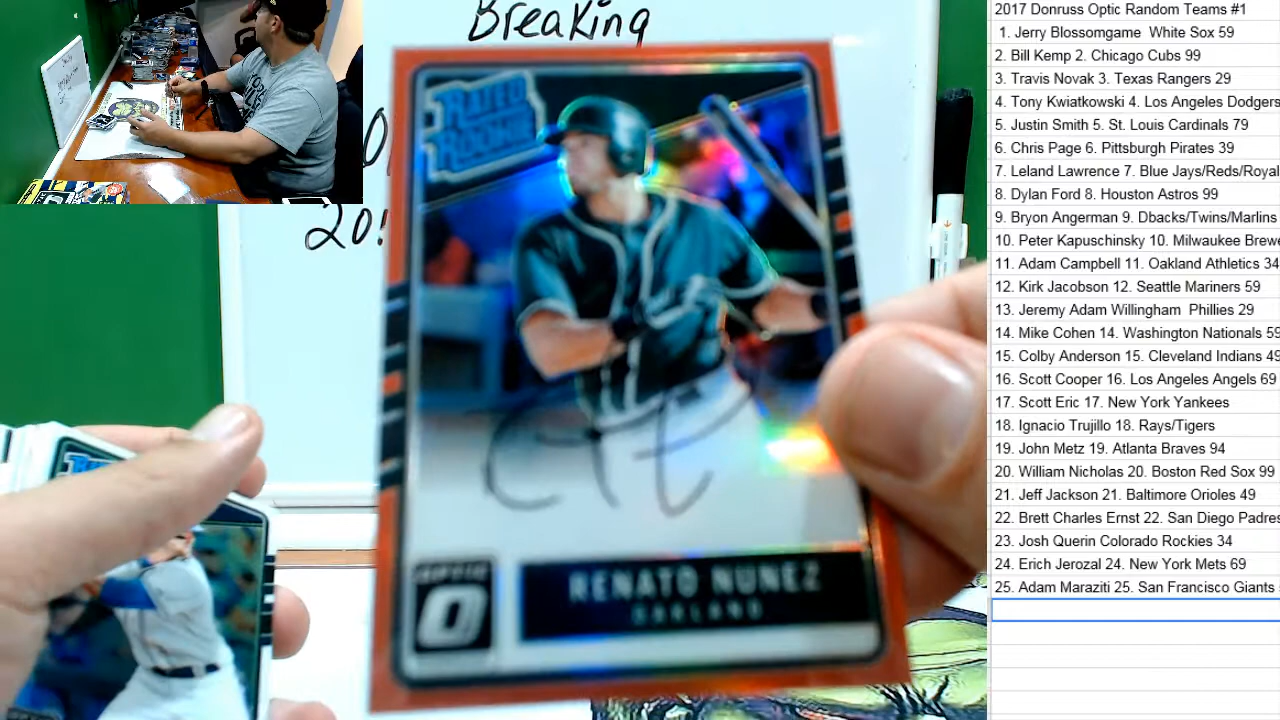 Breaking
20
RATED
ROOKIE
OPTIC
RENATO NUNEZ
OAKLAND
2017 Donruss Optic Random Teams #1
1. Jerry Blossomgame  White Sox 59
2. Bill Kemp 2. Chicago Cubs 99
3. Travis Novak 3. Texas Rangers 29
4. Tony Kwiatkowski 4. Los Angeles Dodgers
5. Justin Smith 5. St. Louis Cardinals 79
6. Chris Page 6. Pittsburgh Pirates 39
7. Leland Lawrence 7. Blue Jays/Reds/Royal
8. Dylan Ford 8. Houston Astros 99
9. Bryon Angerman 9. Dbacks/Twins/Marlins
10. Peter Kapuschinsky 10. Milwaukee Brewe
11. Adam Campbell 11. Oakland Athletics 34
12. Kirk Jacobson 12. Seattle Mariners 59
13. Jeremy Adam Willingham  Phillies 29
14. Mike Cohen 14. Washington Nationals 55
15. Colby Anderson 15. Cleveland Indians 49
16. Scott Cooper 16. Los Angeles Angels 69
17. Scott Eric 17. New York Yankees
18. Ignacio Trujillo 18. Rays/Tigers
19. John Metz 19. Atlanta Braves 94
20. William Nicholas 20. Boston Red Sox 99
21. Jeff Jackson 21. Baltimore Orioles 49
22. Brett Charles Ernst 22. San Diego Padres
23. Josh Querin Colorado Rockies 34
24. Erich Jerozal 24. New York Mets 69
25. Adam Maraziti 25. San Francisco Giants